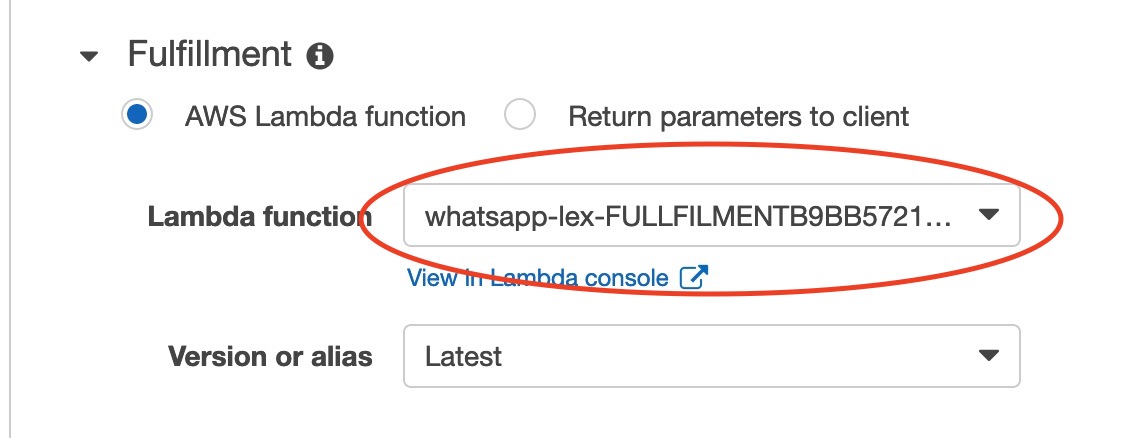 Fulfillment
AWS Lambda function Return parameters to client
Lambda function whatsapp-lex-FULLFILMENTB9BB5721...
View in Lambda console
Version or alias Latest